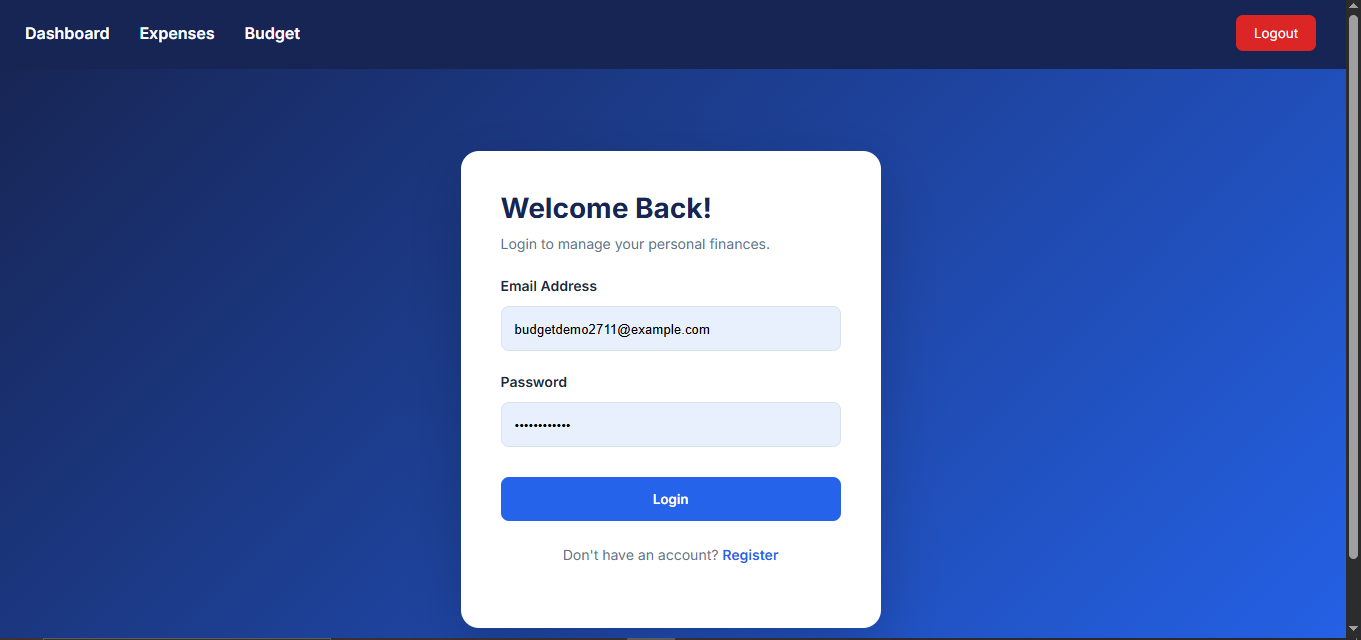 Dashboard Expenses Budget Logout
Welcome Back!
Login to manage your personal finances.
Email Address
budgetdemo2711@example.com
Password
••••••••••••
Login
Don't have an account? Register